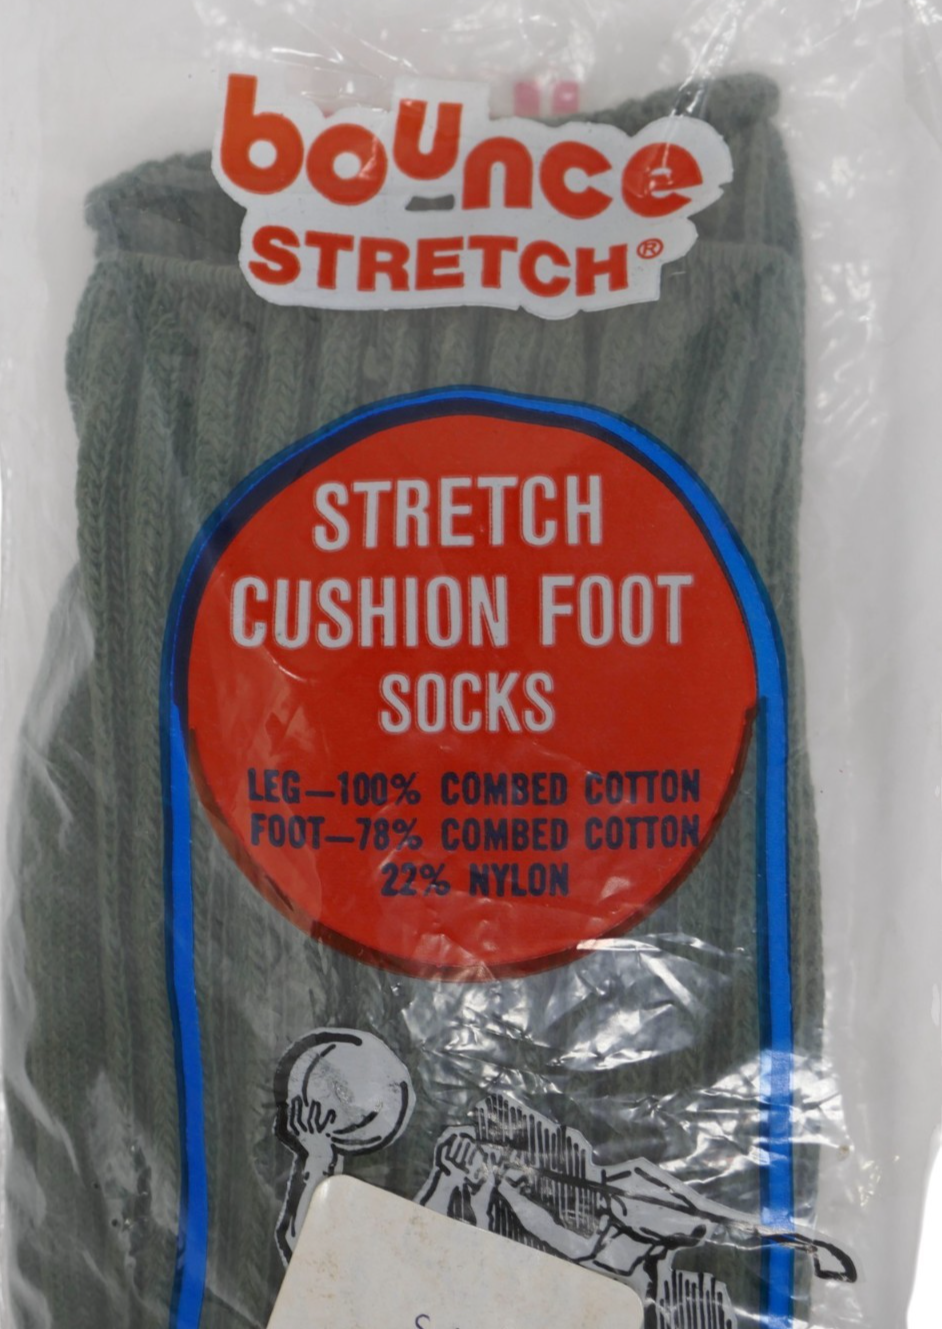 bounce
STRETCH®
STRETCH
CUSHION FOOT
SOCKS
LEG—100% COMBED COTTON
FOOT—78% COMBED COTTON
22% NYLON